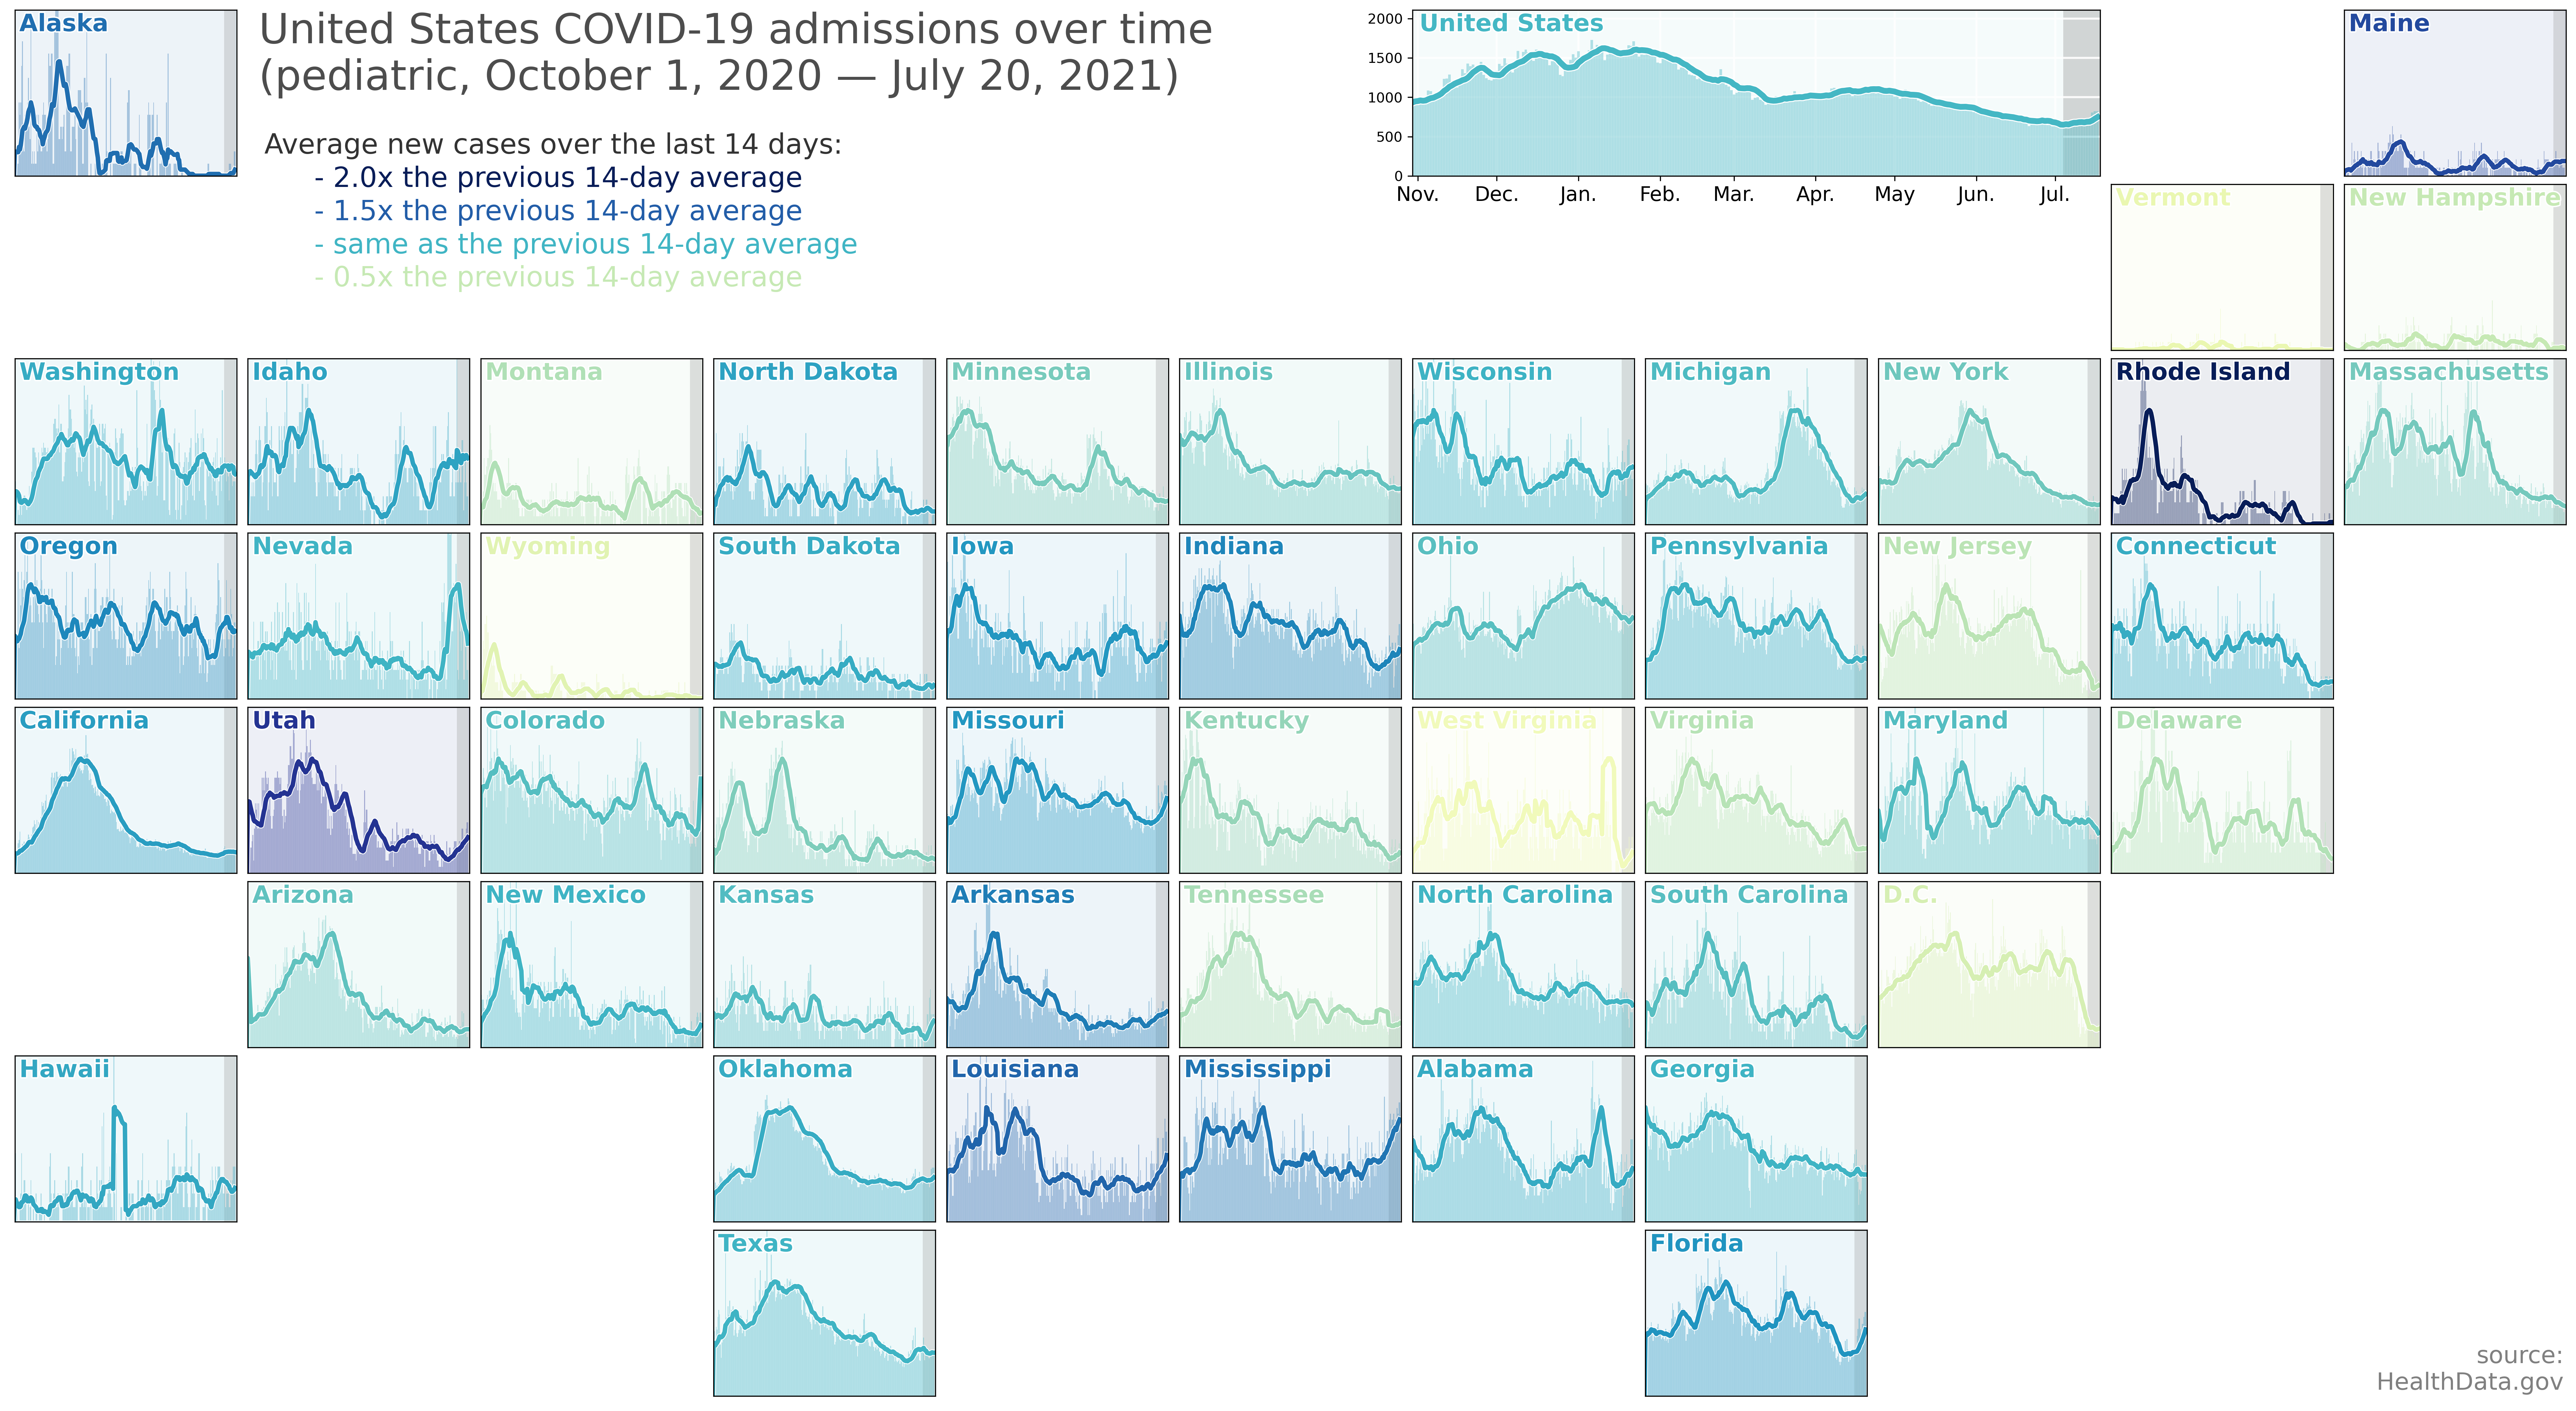 Alaska
United States COVID-19 admissions over time
(pediatric, October 1, 2020 — July 20, 2021)
Average new cases over the last 14 days:
- 2.0x the previous 14-day average
- 1.5x the previous 14-day average
- same as the previous 14-day average
- 0.5x the previous 14-day average
United States
2000
1500
1000
500
0
Nov. Dec. Jan. Feb. Mar. Apr. May Jun. Jul.
Maine
Vermont
New Hampshire
Washington
Idaho
Montana
North Dakota
Minnesota
Illinois
Wisconsin
Michigan
New York
Rhode Island
Massachusetts
Oregon
Nevada
Wyoming
South Dakota
Iowa
Indiana
Ohio
Pennsylvania
New Jersey
Connecticut
California
Utah
Colorado
Nebraska
Missouri
Kentucky
West Virginia
Virginia
Maryland
Delaware
Arizona
New Mexico
Kansas
Arkansas
Tennessee
North Carolina
South Carolina
D.C.
Hawaii
Oklahoma
Louisiana
Mississippi
Alabama
Georgia
Texas
Florida
source:
HealthData.gov